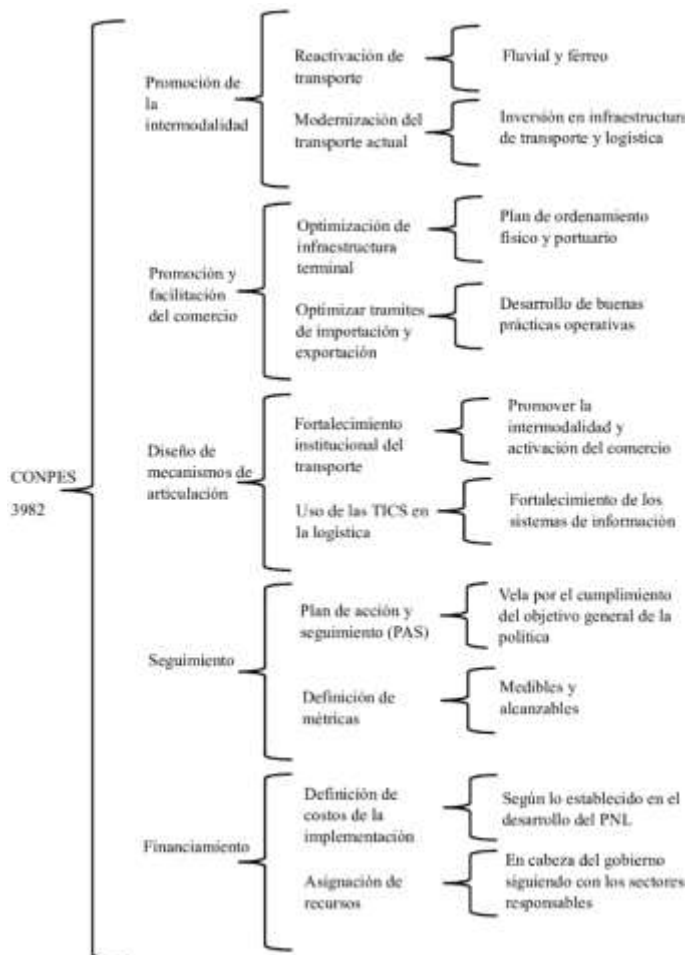 CONPES
3982
Promoción de
la
intermodalidad
Reactivación de
transporte
Fluvial y férreo
Modernización del
transporte actual
Inversión en infraestructura
de transporte y logística
Promoción y
facilitación
del comercio
Optimización de
infraestructura
terminal
Plan de ordenamiento
físico y portuario
Optimizar tramites
de importación y
exportación
Desarrollo de buenas
prácticas operativas
Diseño de
mecanismos de
articulación
Fortalecimiento
institucional del
transporte
Promover la
intermodalidad y
activación del comercio
Uso de las TICS en
la logística
Fortalecimiento de los
sistemas de información
Seguimiento
Plan de acción y
seguimiento (PAS)
Vela por el cumplimiento
del objetivo general de la
política
Definición de
métricas
Medibles y
alcanzables
Financiamiento
Definición de
costos de la
implementación
Según lo establecido en el
desarrollo del PNL
Asignación de
recursos
En cabeza del gobierno
siguiendo con los sectores
responsables